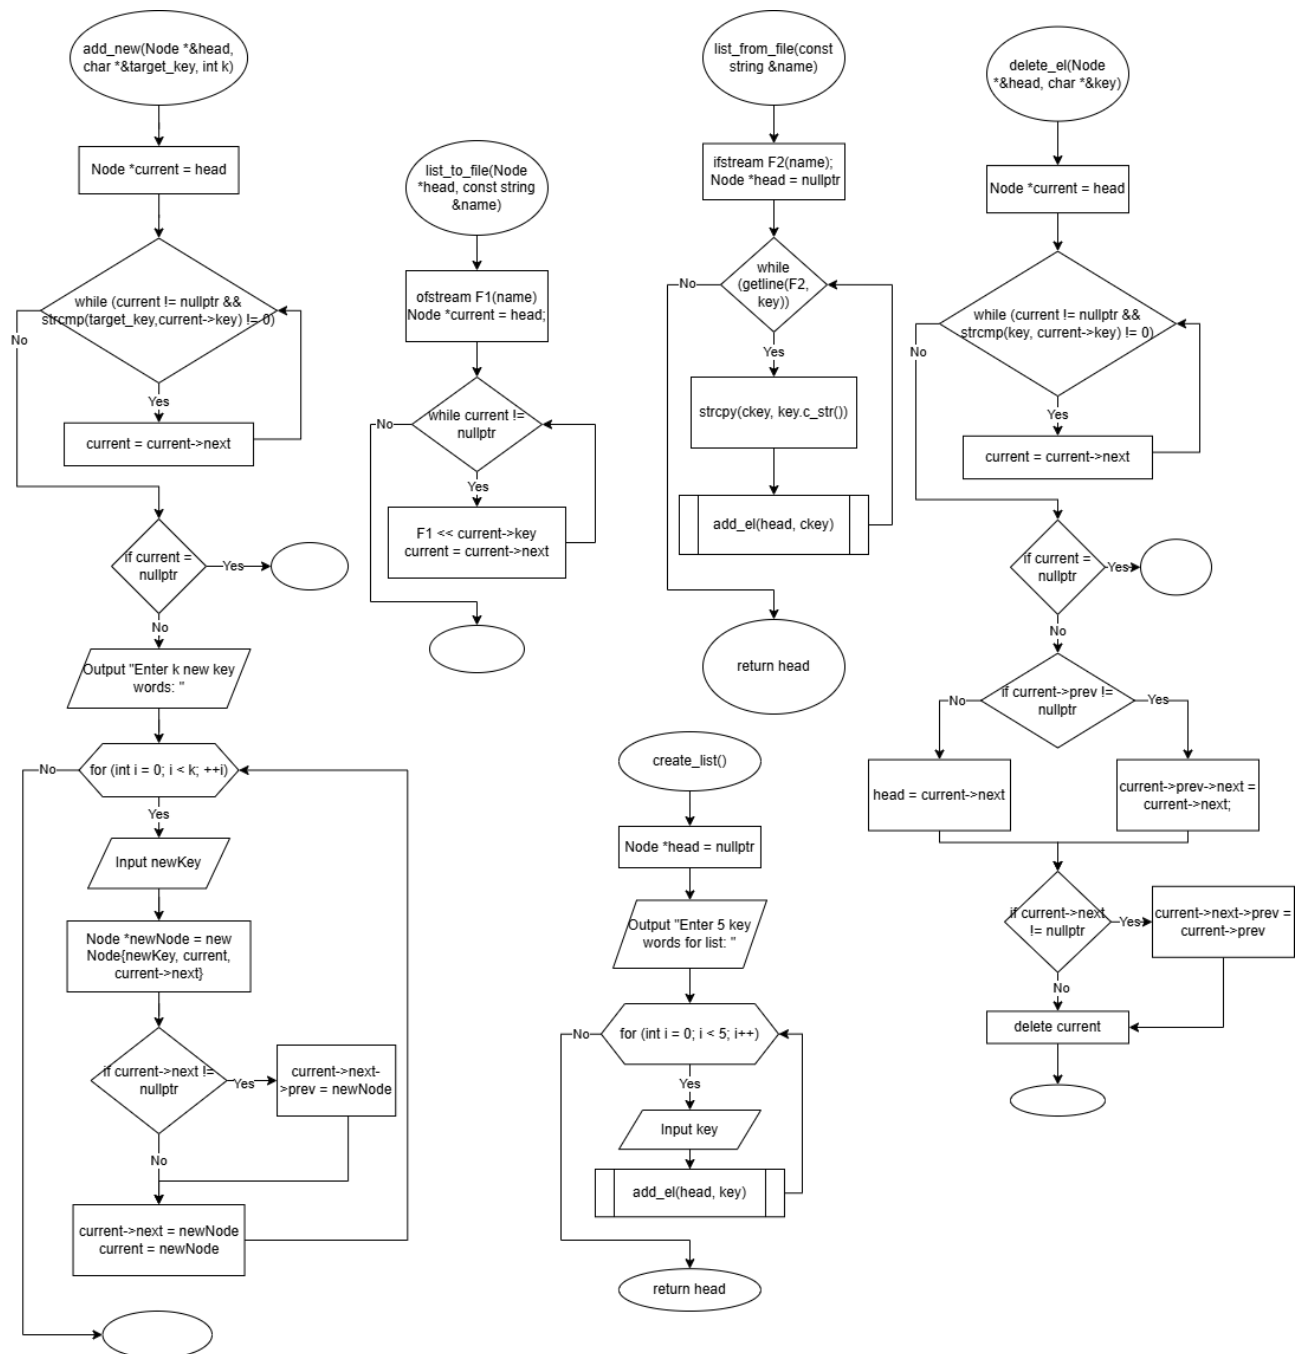 add_new(Node *&head,
char *&target_key, int k)
Node *current = head
while (current != nullptr &&
strcmp(target_key,current->key) != 0)
No
Yes
current = current->next
if current =
nullptr
Yes
No
Output "Enter k new key
words: "
for (int i = 0; i < k; ++i)
No
Yes
Input newKey
Node *newNode = new
Node{newKey, current,
current->next}
if current->next !=
nullptr
Yes
current->next-
>prev = newNode
No
current->next = newNode
current = newNode
list_to_file(Node
*head, const string
&name)
ofstream F1(name)
Node *current = head;
while current !=
nullptr
No
Yes
F1 << current->key
current = current->next
list_from_file(const
string &name)
ifstream F2(name);
Node *head = nullptr
while
(getline(F2,
key))
No
Yes
strcpy(ckey, key.c_str())
add_el(head, ckey)
return head
create_list()
Node *head = nullptr
Output "Enter 5 key
words for list: "
for (int i = 0; i < 5; i++)
No
Yes
Input key
add_el(head, key)
return head
delete_el(Node
*&head, char *&key)
Node *current = head
while (current != nullptr &&
strcmp(key, current->key) != 0)
No
Yes
current = current->next
if current =
nullptr
Yes
No
if current->prev !=
nullptr
No
Yes
head = current->next
current->prev->next =
current->next;
if current->next
!= nullptr
Yes
current->next->prev =
current->prev
No
delete current